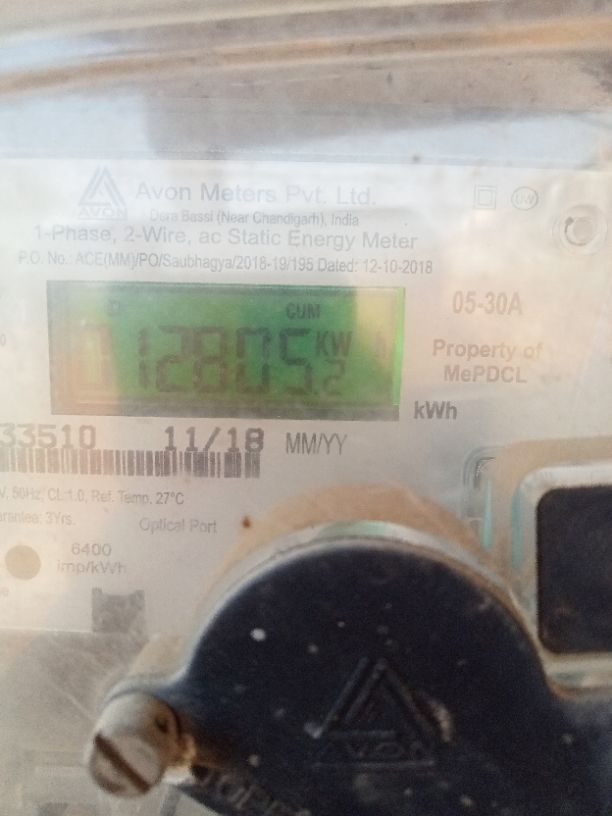 AVON
Avon Meters Pvt. Ltd.
Dera Bassi (Near Chandigarh), India
1-Phase, 2-Wire, ac Static Energy Meter
P.O. No.: ACE(MM)/PO/Saubhagya/2018-19/195 Dated: 12-10-2018
05-30A
CUM
012805.2 KW
Property of
MePDCL
kWh
33510 11/18 MM/YY
V, 50Hz, CL.1.0, Ref. Temp. 27°C
3Yrs.
Optical Port
6400
imp/kWh
AVON